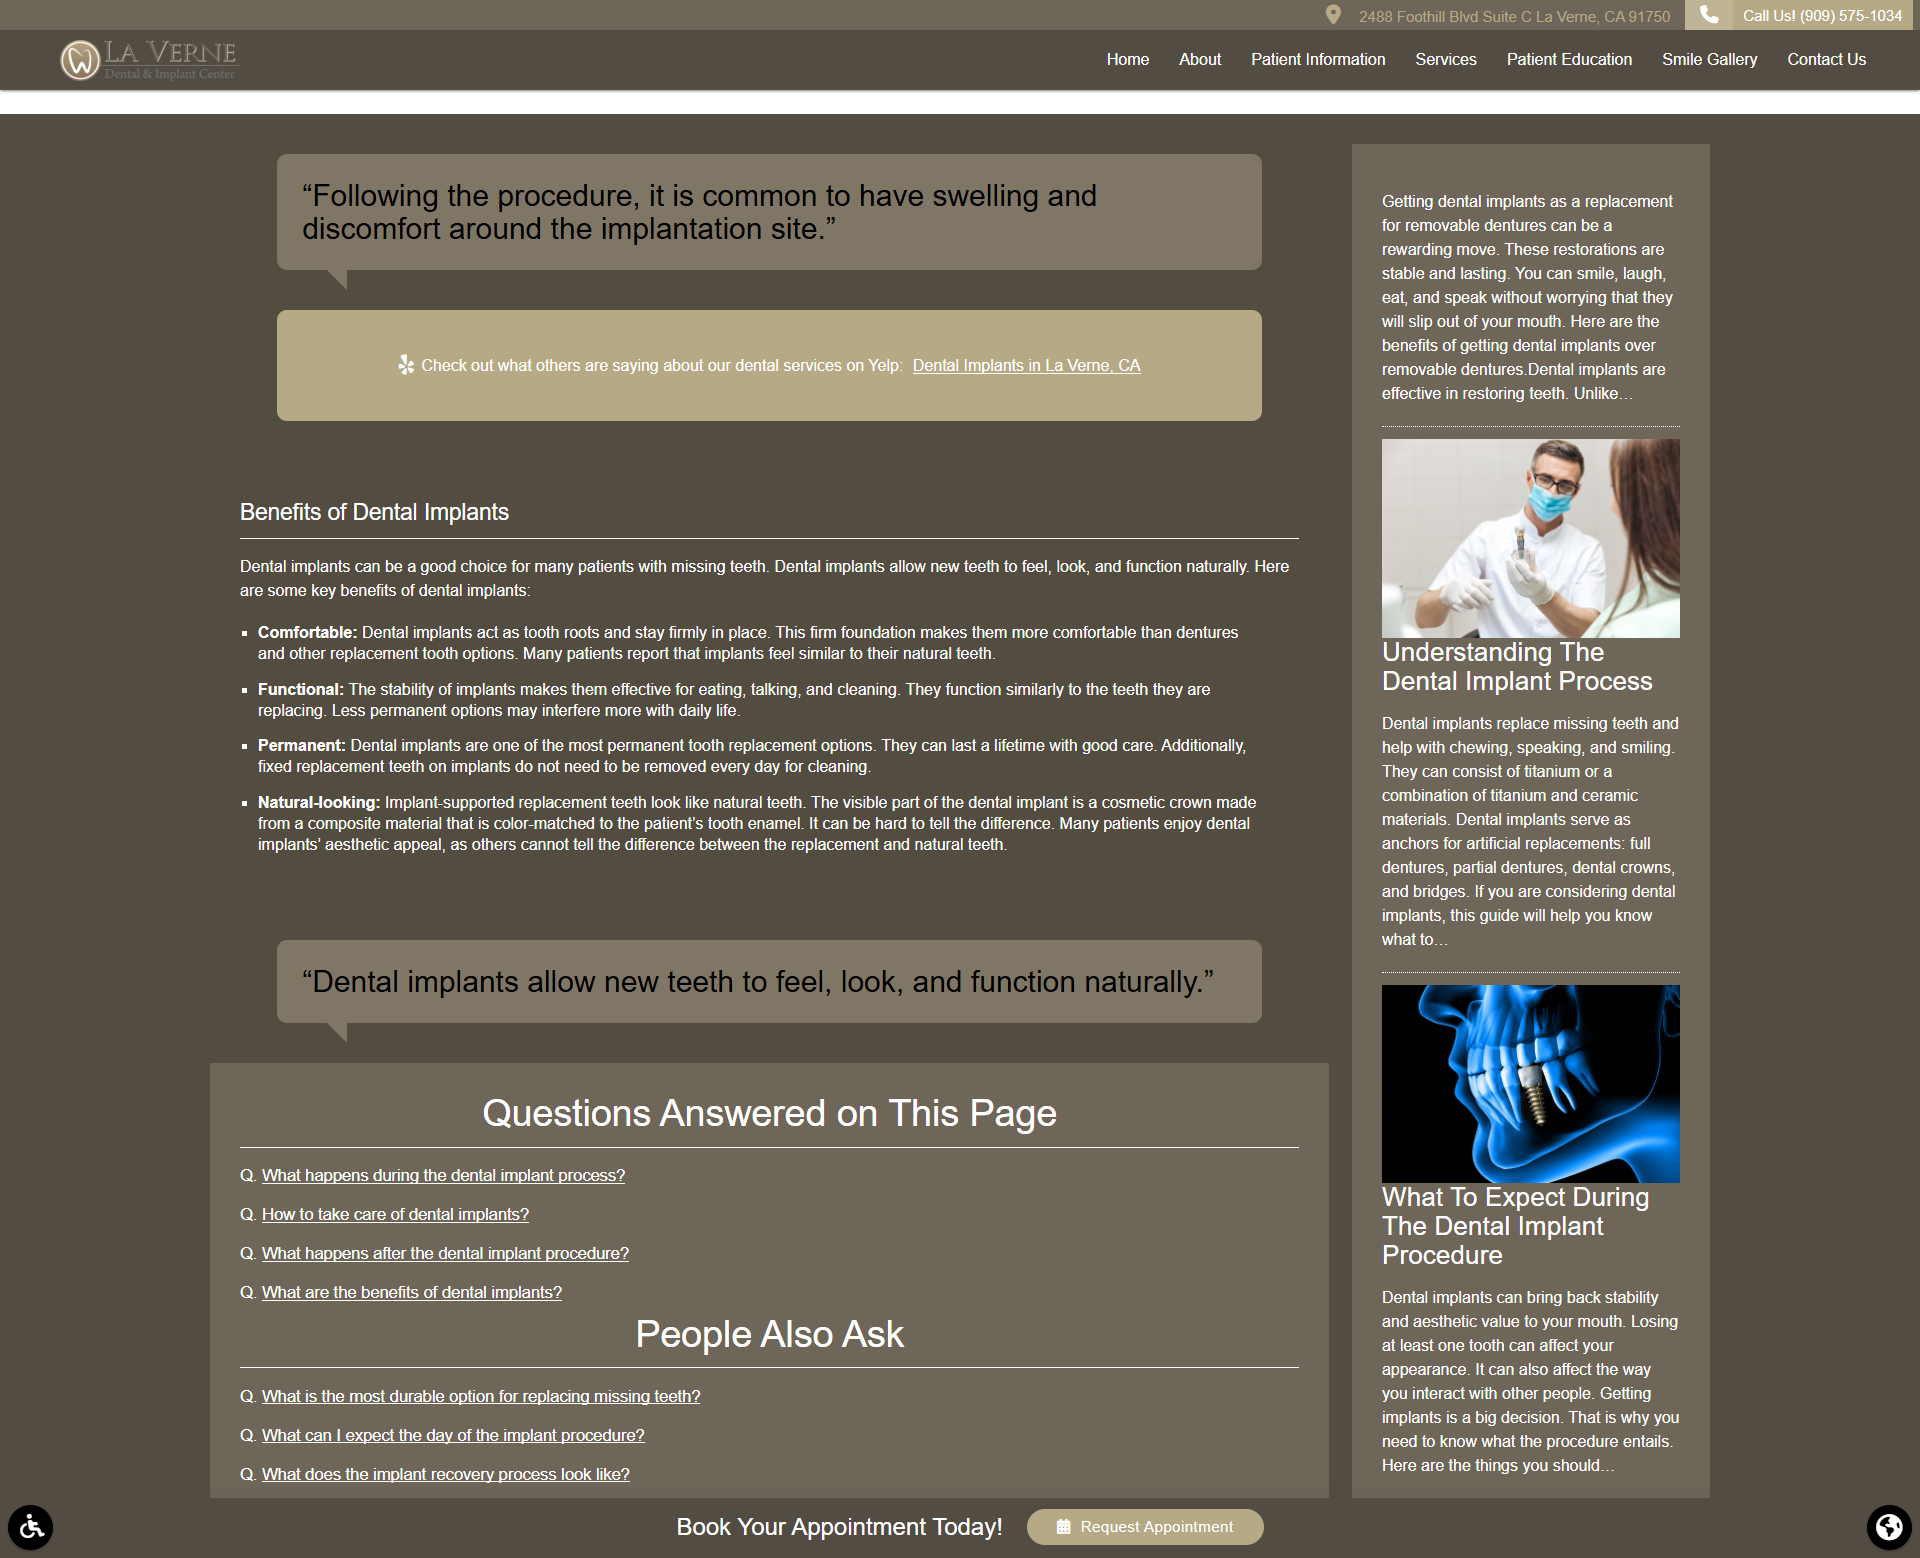 2488 Foothill Blvd Suite C La Verne, CA 91750
Call Us! (909) 575-1034
LA VERNE
Dental & Implant Center
Home
About
Patient Information
Services
Patient Education
Smile Gallery
Contact Us
“Following the procedure, it is common to have swelling and
discomfort around the implantation site.”
Check out what others are saying about our dental services on Yelp: Dental Implants in La Verne, CA
Benefits of Dental Implants
Dental implants can be a good choice for many patients with missing teeth. Dental implants allow new teeth to feel, look, and function naturally. Here
are some key benefits of dental implants:
Comfortable: Dental implants act as tooth roots and stay firmly in place. This firm foundation makes them more comfortable than dentures
and other replacement tooth options. Many patients report that implants feel similar to their natural teeth.
Functional: The stability of implants makes them effective for eating, talking, and cleaning. They function similarly to the teeth they are
replacing. Less permanent options may interfere more with daily life.
Permanent: Dental implants are one of the most permanent tooth replacement options. They can last a lifetime with good care. Additionally,
fixed replacement teeth on implants do not need to be removed every day for cleaning.
Natural-looking: Implant-supported replacement teeth look like natural teeth. The visible part of the dental implant is a cosmetic crown made
from a composite material that is color-matched to the patient’s tooth enamel. It can be hard to tell the difference. Many patients enjoy dental
implants’ aesthetic appeal, as others cannot tell the difference between the replacement and natural teeth.
“Dental implants allow new teeth to feel, look, and function naturally.”
Questions Answered on This Page
Q. What happens during the dental implant process?
Q. How to take care of dental implants?
Q. What happens after the dental implant procedure?
Q. What are the benefits of dental implants?
People Also Ask
Q. What is the most durable option for replacing missing teeth?
Q. What can I expect the day of the implant procedure?
Q. What does the implant recovery process look like?
Getting dental implants as a replacement
for removable dentures can be a
rewarding move. These restorations are
stable and lasting. You can smile, laugh,
eat, and speak without worrying that they
will slip out of your mouth. Here are the
benefits of getting dental implants over
removable dentures.Dental implants are
effective in restoring teeth. Unlike…
Understanding The
Dental Implant Process
Dental implants replace missing teeth and
help with chewing, speaking, and smiling.
They can consist of titanium or a
combination of titanium and ceramic
materials. Dental implants serve as
anchors for artificial replacements: full
dentures, partial dentures, dental crowns,
and bridges. If you are considering dental
implants, this guide will help you know
what to…
What To Expect During
The Dental Implant
Procedure
Dental implants can bring back stability
and aesthetic value to your mouth. Losing
at least one tooth can affect your
appearance. It can also affect the way
you interact with other people. Getting
implants is a big decision. That is why you
need to know what the procedure entails.
Here are the things you should…
Book Your Appointment Today!
Request Appointment